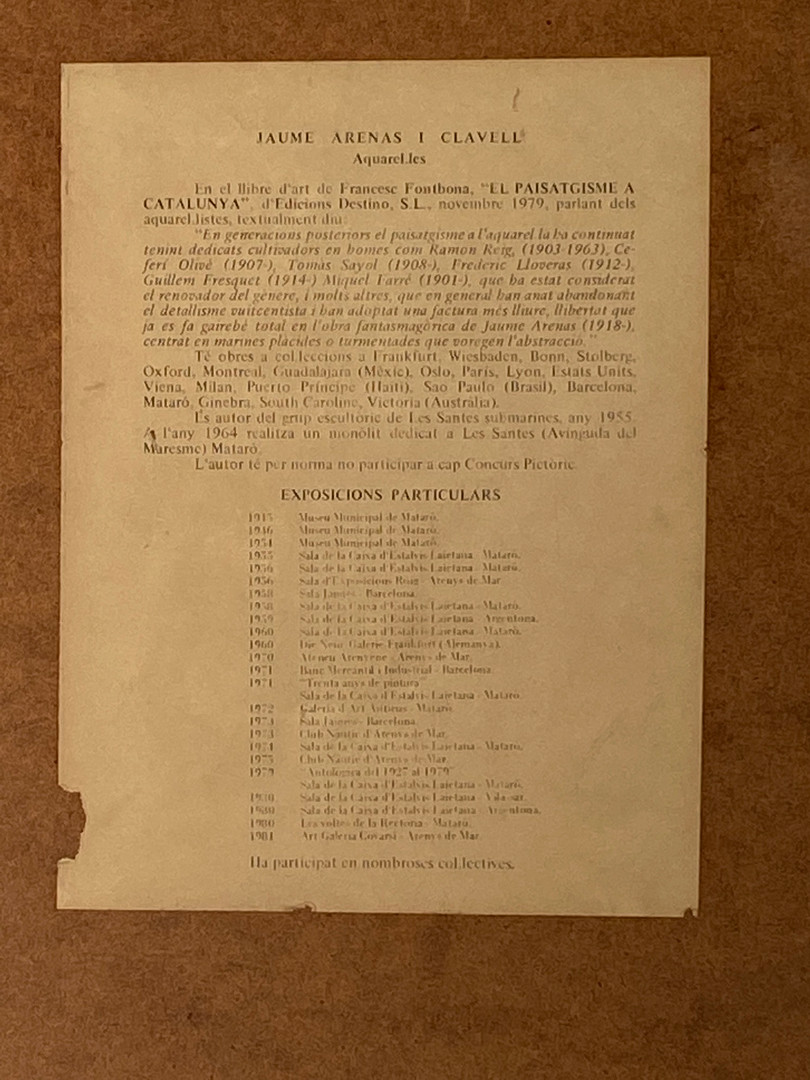 JAUME ARENAS I CLAVELL
Aquarel.les
En el llibre d'art de Francesc Fontbona, "EL PAISATGISME A
CATALUNYA", d'Edicions Destino, S.L., novembre 1979, parlant dels
aquarel.listes, textualment diu:
"En generacions posteriors el paisatgisme a l'aquarel.la ha continuat
tenint dedicats cultivadors en homes com Ramon Reig, (1903-1963), Ce-
ferí Olivé (1907-), Tomàs Sayol (1908-), Frederic Lloveras (1912-),
Guillem Fresquet (1914-) Miquel Farré (1901-), que ha estat considerat
el renovador del gènere, i molts altres, que en general han anat abandonant
el detallisme vuitcentista i han adoptat una factura més lliure, llibertat que
ja es fa gairebé total en l'obra fantasmagòrica de Jaume Arenas (1918-),
centrat en marines plàcides o turmentades que voregen l'abstracció."
Té obres a col.leccions a Frankfurt, Wiesbaden, Bonn, Stolberg,
Oxford, Montreal, Guadalajara (Mèxic), Oslo, París, Lyon, Estats Units,
Viena, Milan, Puerto Príncipe (Haití), Sao Paulo (Brasil), Barcelona,
Mataró, Ginebra, South Caroline, Victoria (Austràlia).
És autor del grup escultòric de Les Santes submarines, any 1955.
A l'any 1964 realitza un monòlit dedicat a Les Santes (Avinguda del
Maresme) Mataró.
L'autor té per norma no participar a cap Concurs Pictòric.
EXPOSICIONS PARTICULARS
Museu Municipal de Mataró.
1946 Museu Municipal de Mataró.
Museu Municipal de Mataró.
1955 Sala de la Caixa d'Estalvis Laietana - Mataró.
1956 Sala de la Caixa d'Estalvis Laietana - Mataró.
1956 Sala d'Exposicions Roig - Arenys de Mar
1958 Sala Jaimes - Barcelona.
1958 Sala de la Caixa d'Estalvis Laietana - Mataró.
1959 Sala de la Caixa d'Estalvis Laietana - Argentona.
1960 Sala de la Caixa d'Estalvis Laietana - Mataró.
1960 Die Neue Galerie Frankfurt (Alemanya).
1970 Ateneu Arenyenc - Arenys de Mar.
1971 Banc Mercantil i Industrial - Barcelona.
1971 "Trenta anys de pintura"
Sala de la Caixa d'Estalvis Laietana - Mataró.
1972 Galeria d'Art - Mataró.
1973 Sala Jaimes - Barcelona.
1973 Club Nàutic d'Arenys de Mar.
1974 Sala de la Caixa d'Estalvis Laietana - Mataró.
1975 Club Nàutic d'Arenys de Mar.
1979 "Antològica del 1927 al 1979"
Sala de la Caixa d'Estalvis Laietana - Mataró.
1980 Sala de la Caixa d'Estalvis Laietana - Vilassar.
1980 Sala de la Caixa d'Estalvis Laietana - Argentona.
1980 Les voltes de la Rectoria - Mataró.
1981 Art Galeria Covarsí - Arenys de Mar.
Ha participat en nombroses col.lectives.